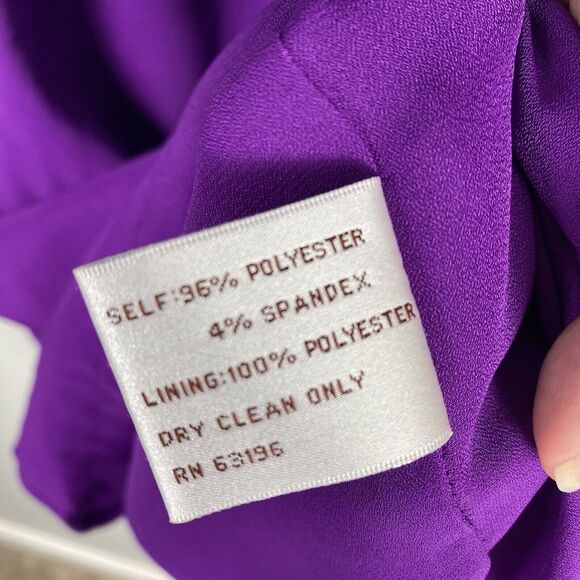 SELF:96% POLYESTER
4% SPANDEX
LINING:100% POLYESTER
DRY CLEAN ONLY
RN 63196